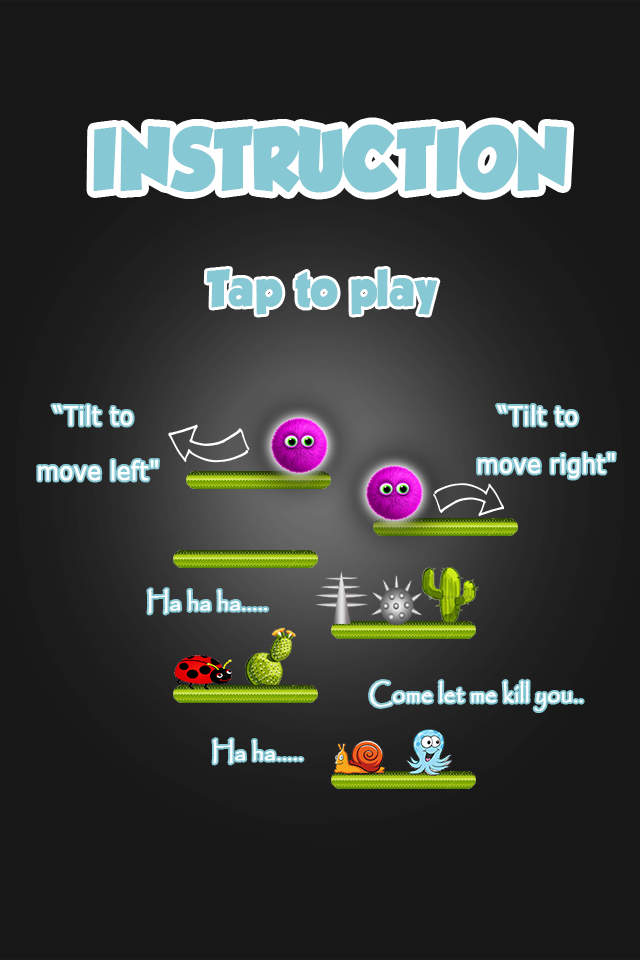 INSTRUCTION
Tap to play
“Tilt to
move left"
“Tilt to
move right"
Ha ha ha.....
Come let me kill you..
Ha ha.....